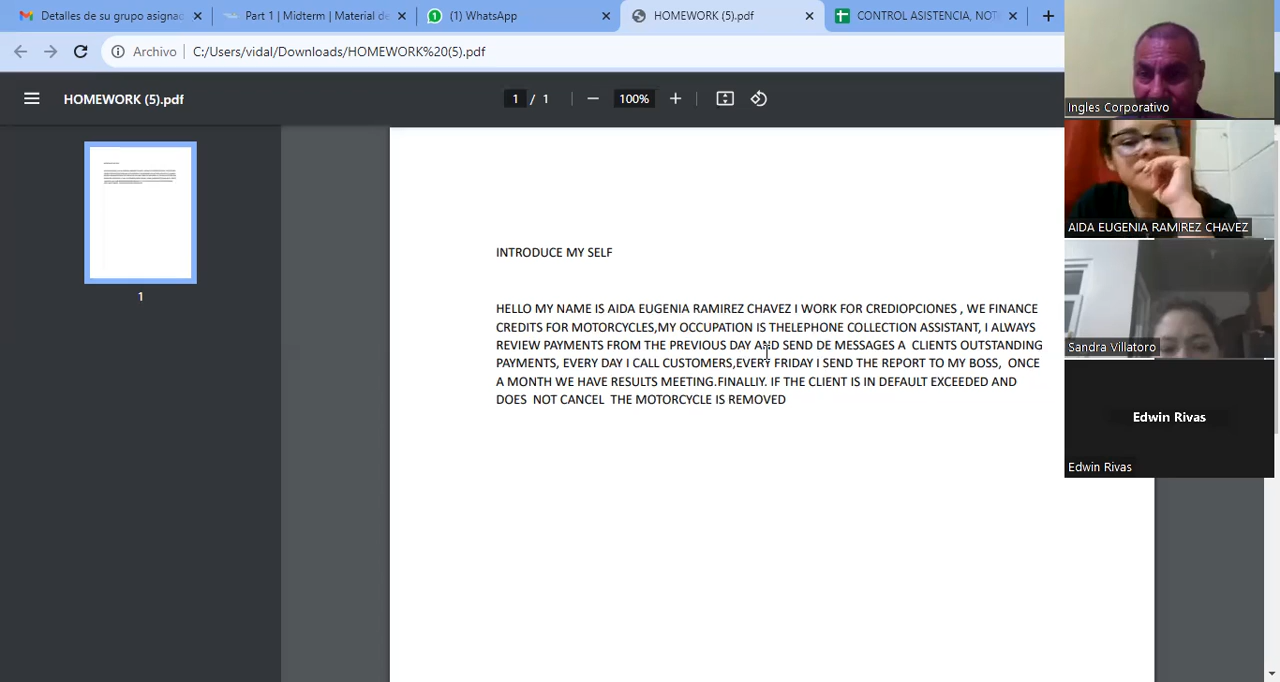 Detalles de su grupo asignad
Part 1 | Midterm | Material de
(1) WhatsApp
HOMEWORK (5).pdf
CONTROL ASISTENCIA, NOT
Archivo
C:/Users/vidal/Downloads/HOMEWORK%20(5).pdf
HOMEWORK (5).pdf
1 / 1
100%
1
INTRODUCE MY SELF
HELLO MY NAME IS AIDA EUGENIA RAMIREZ CHAVEZ I WORK FOR CREDIOPCIONES , WE FINANCE
CREDITS FOR MOTORCYCLES,MY OCCUPATION IS THELEPHONE COLLECTION ASSISTANT, I ALWAYS
REVIEW PAYMENTS FROM THE PREVIOUS DAY AND SEND DE MESSAGES A CLIENTS OUTSTANDING
PAYMENTS, EVERY DAY I CALL CUSTOMERS,EVERY FRIDAY I SEND THE REPORT TO MY BOSS, ONCE
A MONTH WE HAVE RESULTS MEETING.FINALLIY. IF THE CLIENT IS IN DEFAULT EXCEEDED AND
DOES NOT CANCEL THE MOTORCYCLE IS REMOVED
Ingles Corporativo
AIDA EUGENIA RAMIREZ CHAVEZ
Sandra Villatoro
Edwin Rivas
Edwin Rivas